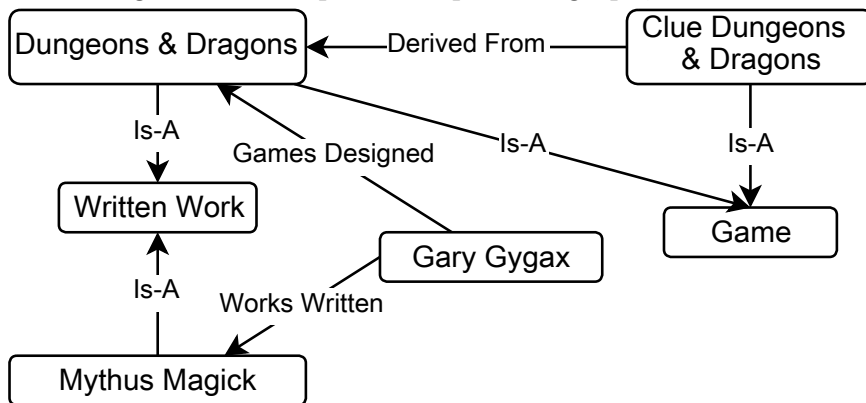 Dungeons & Dragons
Derived From
Clue Dungeons
& Dragons
Is-A
Games Designed
Is-A
Is-A
Written Work
Gary Gygax
Game
Is-A
Works Written
Mythus Magick